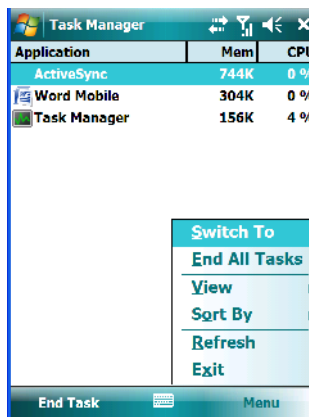 Task Manager
Application Mem CPU
ActiveSync 744K 0 %
Word Mobile 304K 0 %
Task Manager 156K 4 %
Switch To
End All Tasks
View
Sort By
Refresh
Exit
End Task Menu